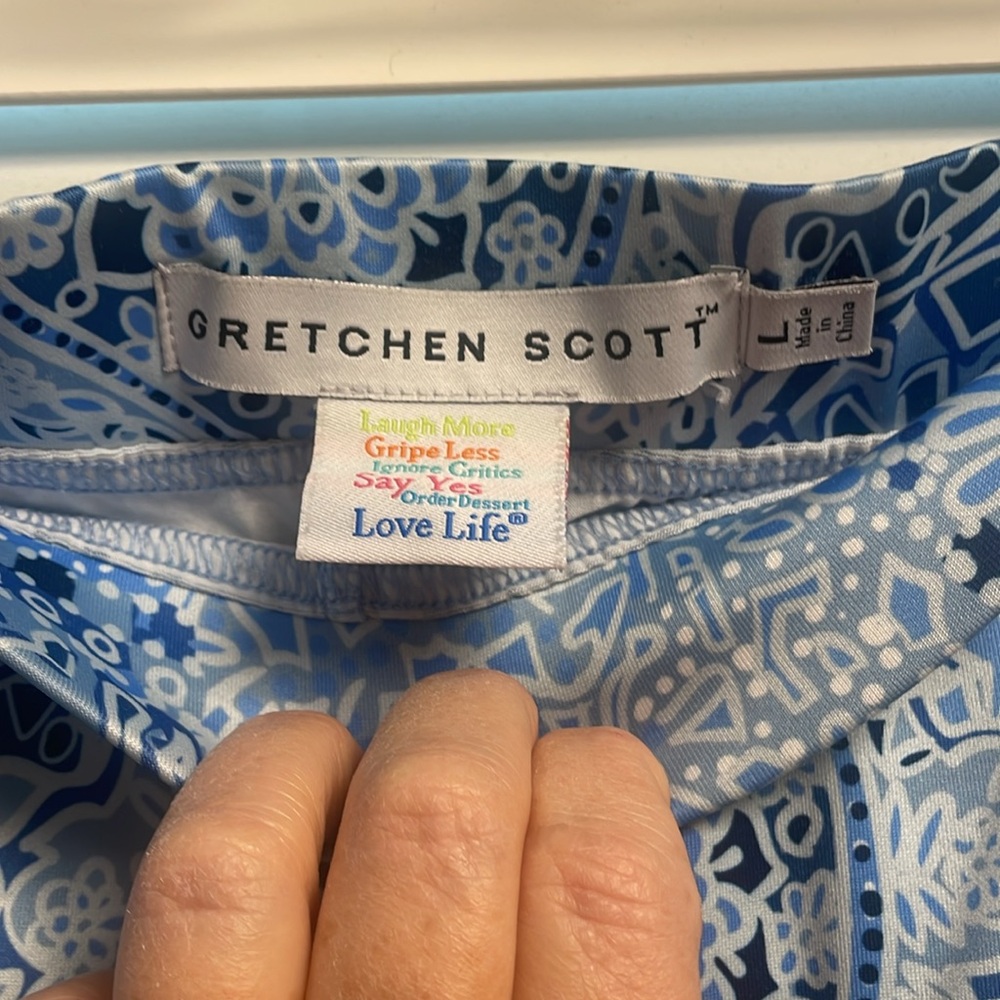 GRETCHEN SCOTT™
L
Made
in
China
Laugh More
Gripe Less
Ignore Critics
Say Yes
Order Dessert
Love Life®